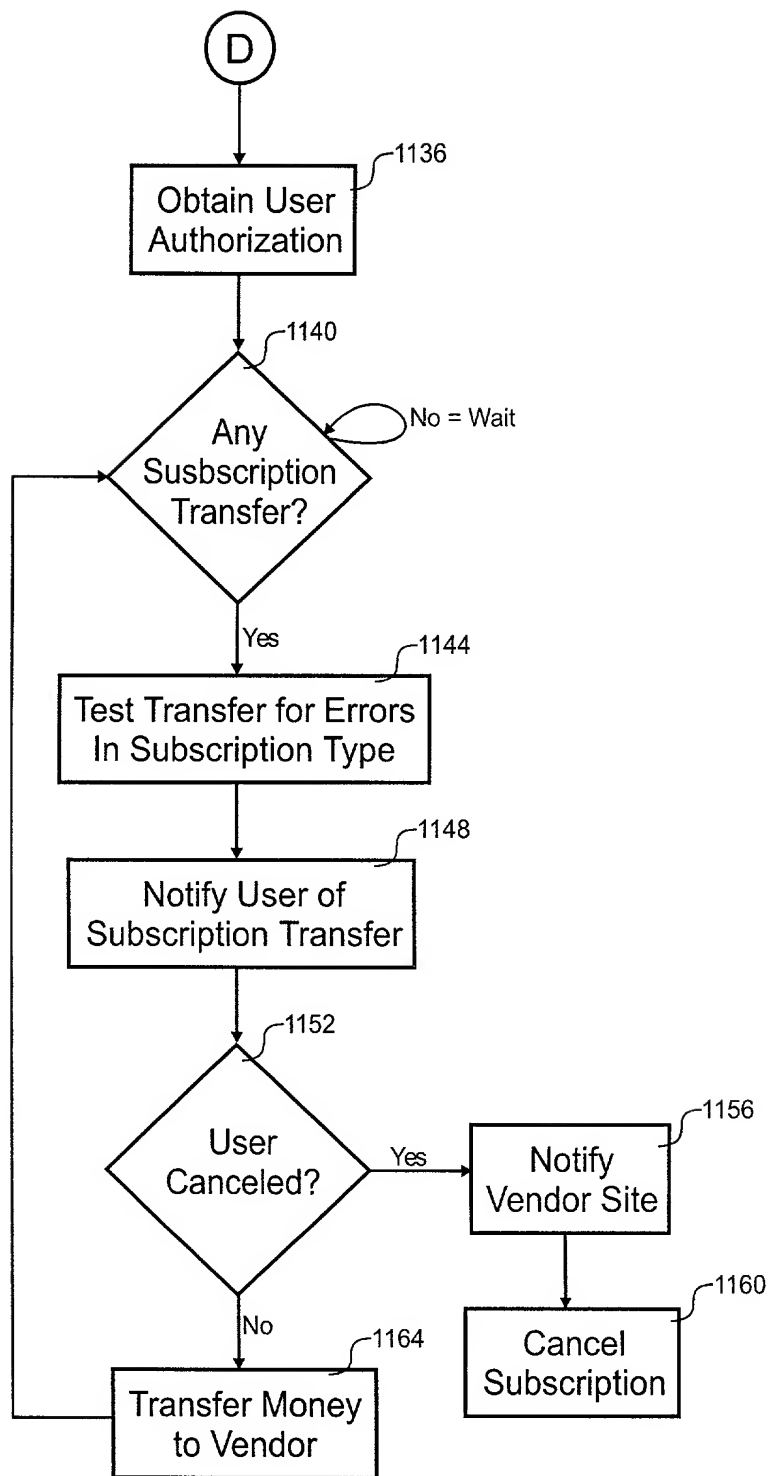 D
1136
Obtain User
Authorization
1140
Any
Susbscription
Transfer?
No = Wait
Yes
1144
Test Transfer for Errors
In Subscription Type
1148
Notify User of
Subscription Transfer
1152
User
Canceled?
Yes
1156
Notify
Vendor Site
1160
Cancel
Subscription
No
1164
Transfer Money
to Vendor